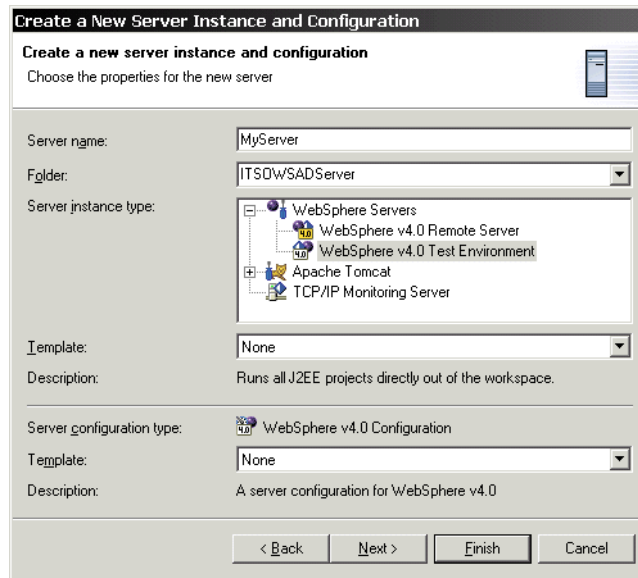 Create a New Server Instance and Configuration
Create a new server instance and configuration
Choose the properties for the new server
Server name: MyServer
Folder: ITSOWSADServer
Server instance type: WebSphere Servers
WebSphere v4.0 Remote Server
WebSphere v4.0 Test Environment
Apache Tomcat
TCP/IP Monitoring Server
Template: None
Description: Runs all J2EE projects directly out of the workspace.
Server configuration type: WebSphere v4.0 Configuration
Template: None
Description: A server configuration for WebSphere v4.0
< Back Next > Finish Cancel